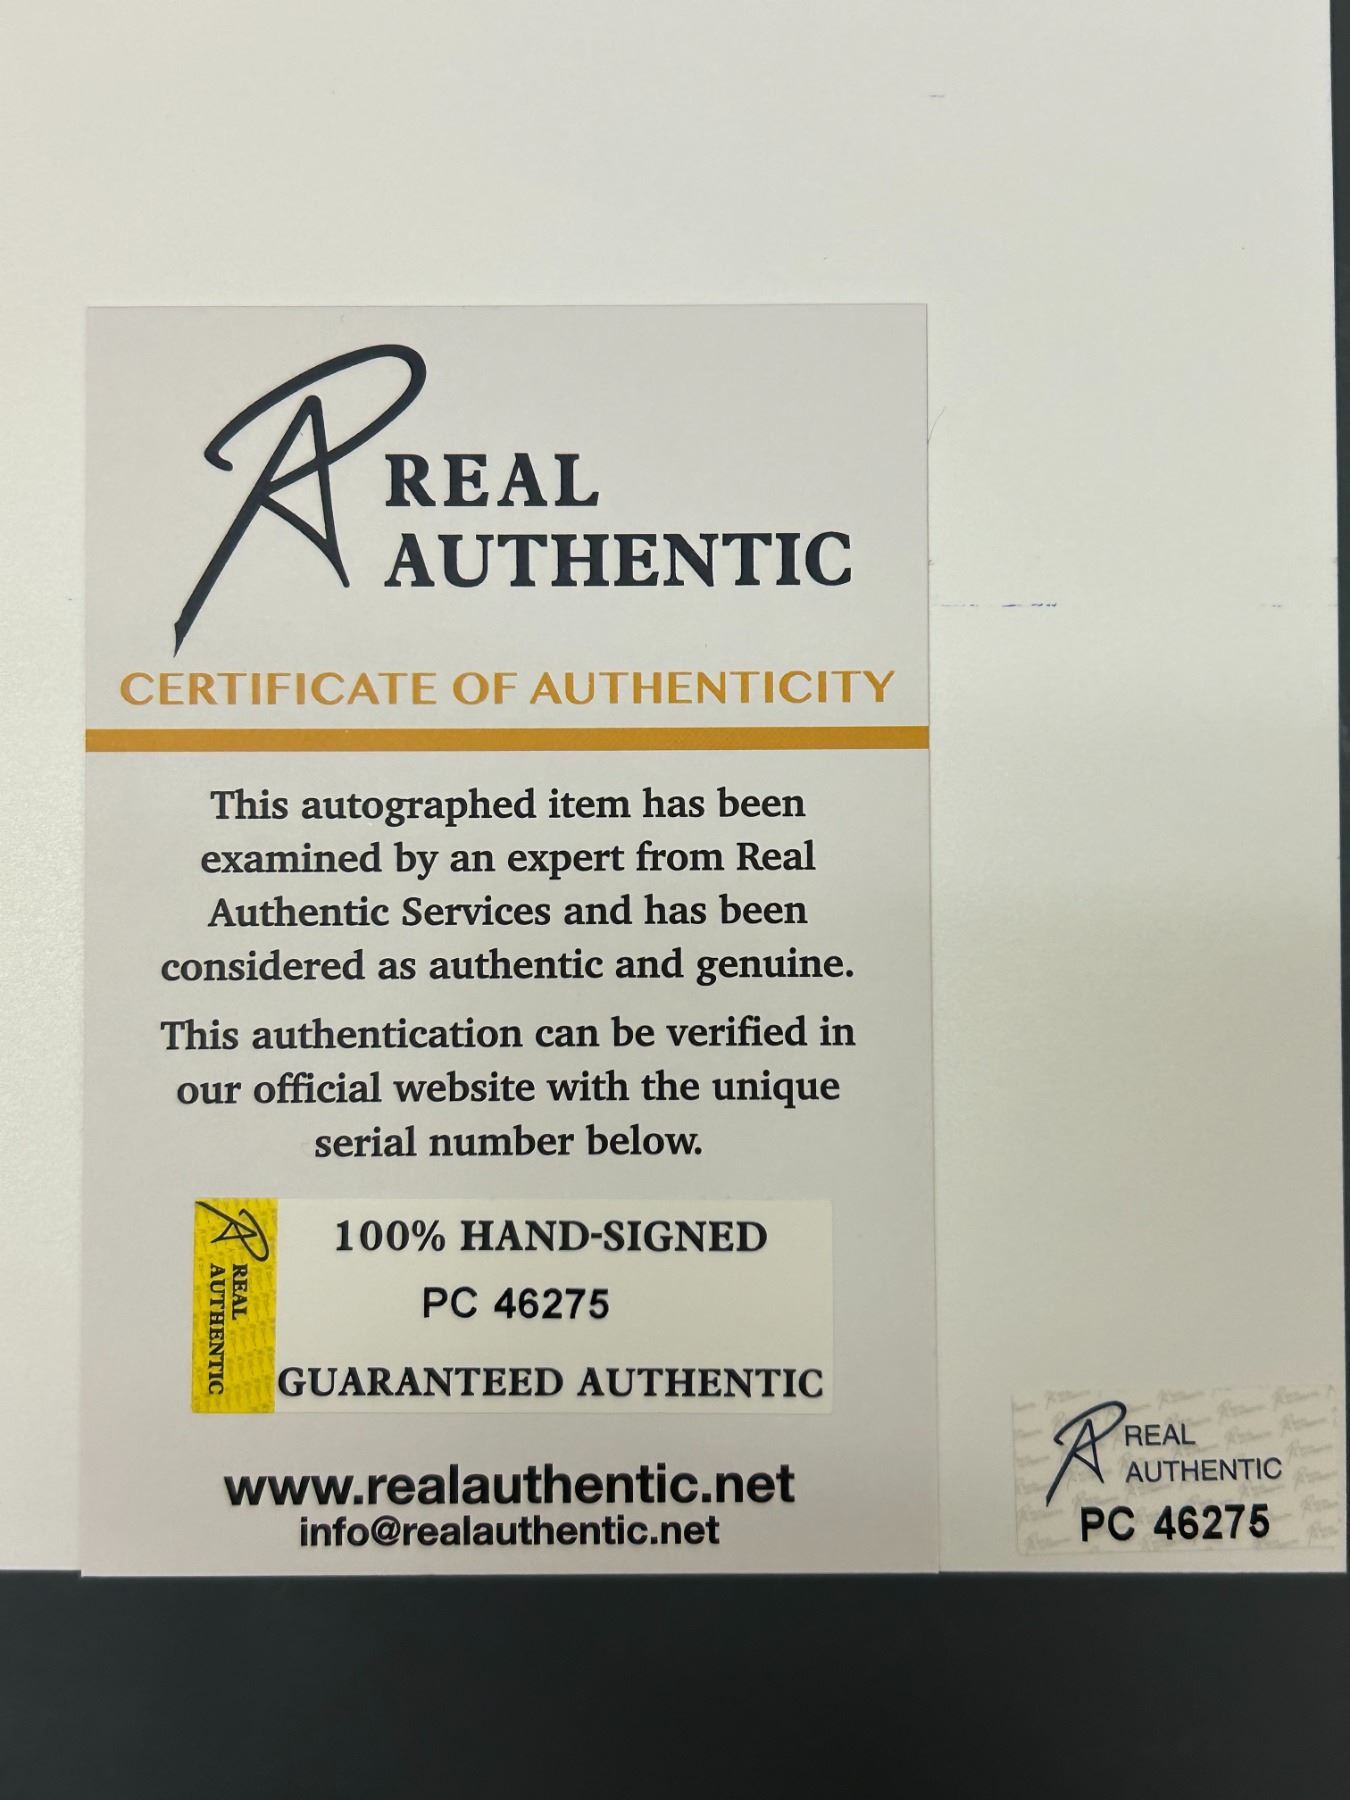 REAL
AUTHENTIC
CERTIFICATE OF AUTHENTICITY
This autographed item has been
examined by an expert from Real
Authentic Services and has been
considered as authentic and genuine.
This authentication can be verified in
our official website with the unique
serial number below.
REAL
AUTHENTIC
100% HAND-SIGNED
PC 46275
GUARANTEED AUTHENTIC
www.realauthentic.net
info@realauthentic.net
REAL
AUTHENTIC
PC 46275